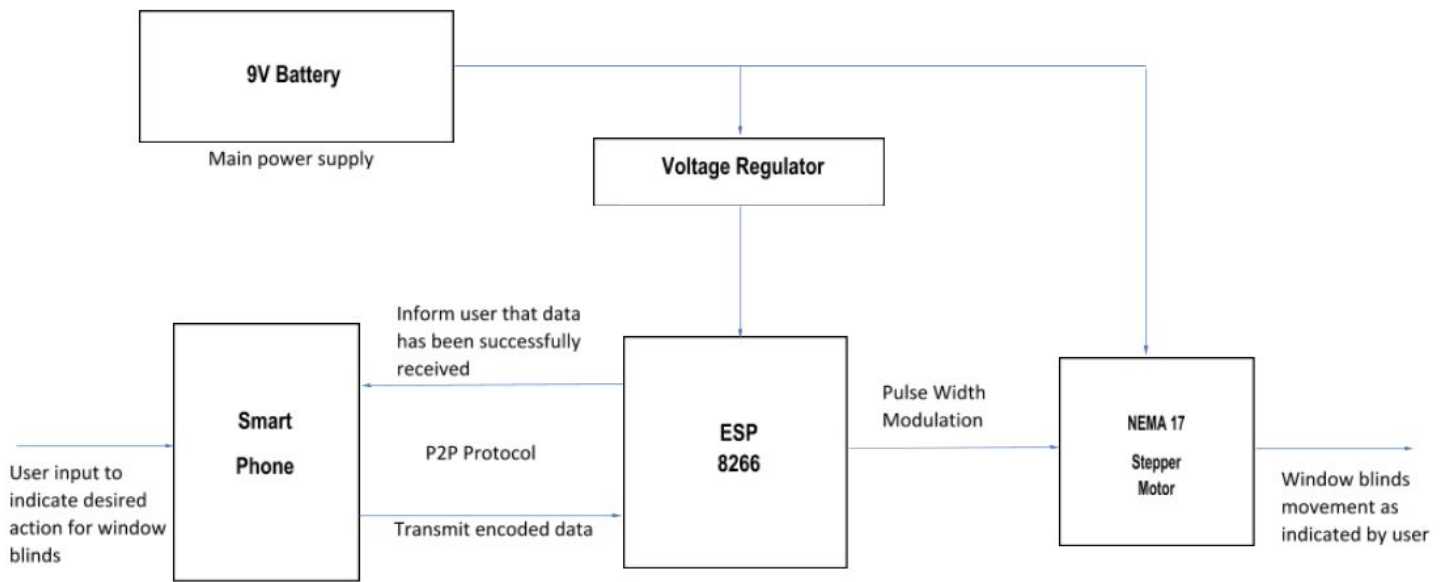 9V Battery
Main power supply
Voltage Regulator
Inform user that data
has been successfully
received
Smart
Phone
P2P Protocol
ESP
8266
Pulse Width
Modulation
NEMA 17
Stepper
Motor
User input to
indicate desired
action for window
blinds
Transmit encoded data
Window blinds
movement as
indicated by user